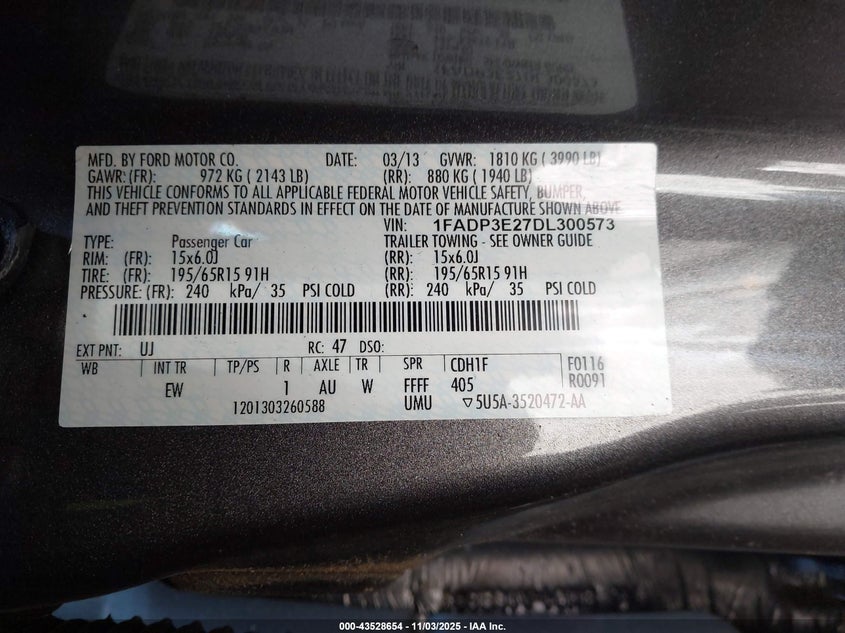 MFD. BY FORD MOTOR CO. DATE: 03/13 GVWR: 1810 KG ( 3990 LB)
GAWR: (FR): 972 KG ( 2143 LB) (RR): 880 KG ( 1940 LB)
THIS VEHICLE CONFORMS TO ALL APPLICABLE FEDERAL MOTOR VEHICLE SAFETY, BUMPER,
AND THEFT PREVENTION STANDARDS IN EFFECT ON THE DATE OF MANUFACTURE SHOWN ABOVE
VIN: 1FADP3E27DL300573
TYPE: Passenger Car TRAILER TOWING - SEE OWNER GUIDE
RIM: (FR): 15x6.0J (RR): 15x6.0J
TIRE: (FR): 195/65R15 91H (RR): 195/65R15 91H
PRESSURE: (FR): 240 kPa/ 35 PSI COLD (RR): 240 kPa/ 35 PSI COLD
EXT PNT: UJ RC: 47 DSO:
WB INT TR TP/PS R AXLE TR SPR CDH1F F0116
EW 1 AU W FFFF 405 R0091
1201303260588 UMU ▽5U5A-3520472-AA
000-43528654 - 11/03/2025 - IAA Inc.